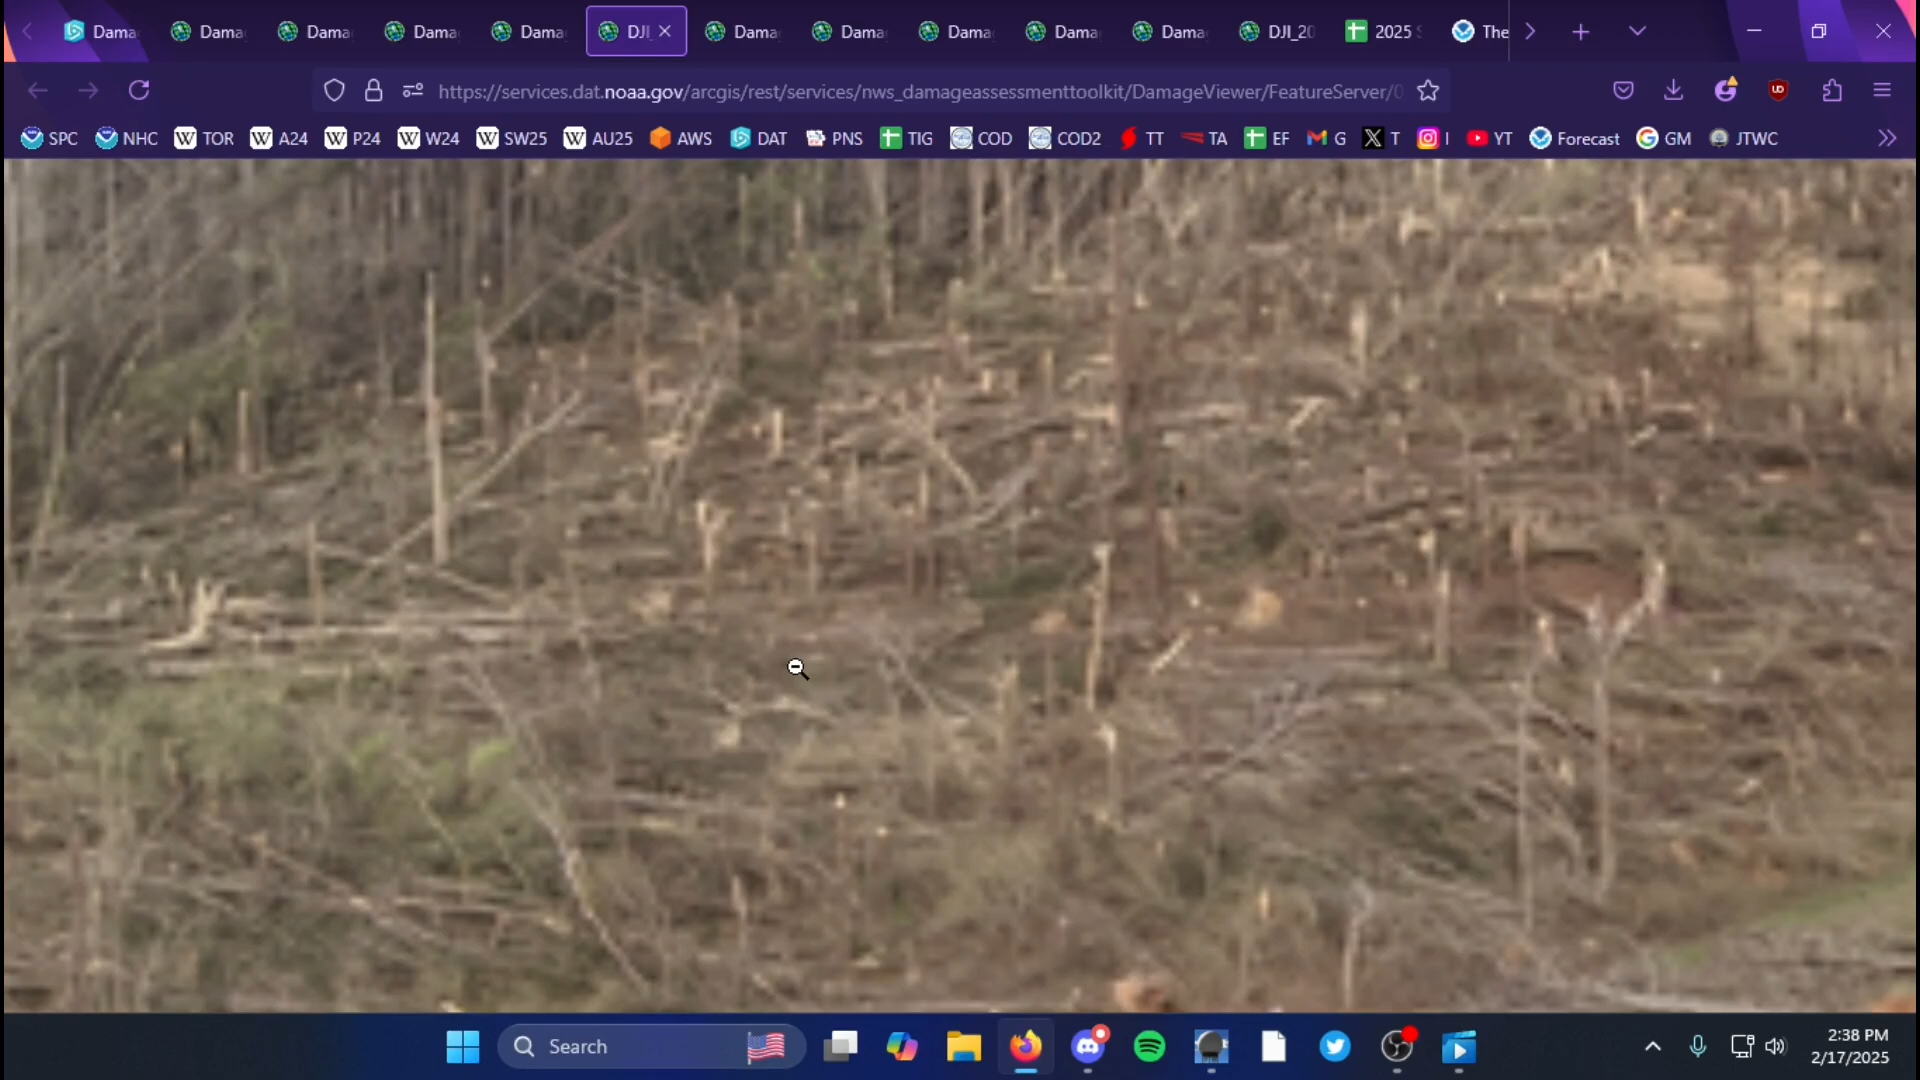 Dama
Dama
Dama
Dama
Dama
DJI_
Dama
Dama
Dama
Dama
Dama
DJI_20
2025 S
The
https://services.dat.noaa.gov/arcgis/rest/services/nws_damageassessmenttoolkit/DamageViewer/FeatureServer/0
SPC
NHC
W TOR
W A24
W P24
W W24
W SW25
W AU25
AWS
DAT
PNS
TIG
COD
COD2
TT
TA
EF
G
T
I
YT
Forecast
GM
JTWC
Search
2:38 PM
2/17/2025